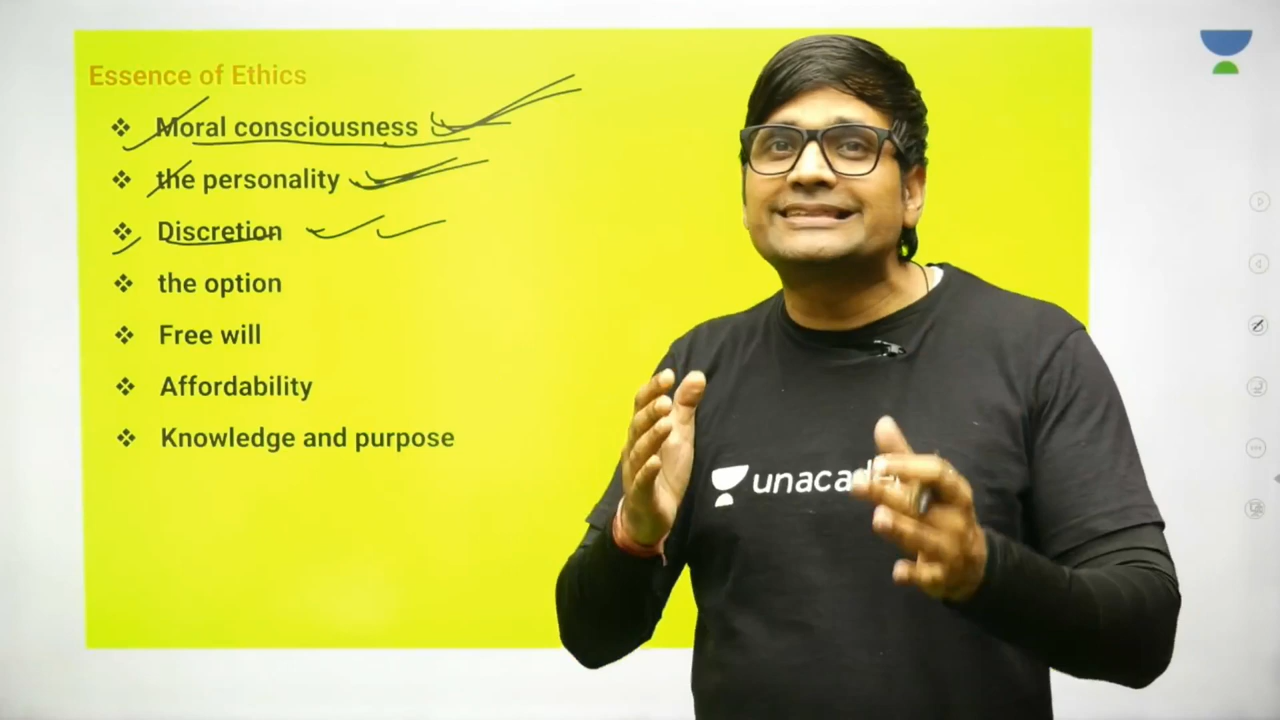 Essence of Ethics
❖ Moral consciousness
❖ the personality
❖ Discretion
❖ the option
❖ Free will
❖ Affordability
❖ Knowledge and purpose